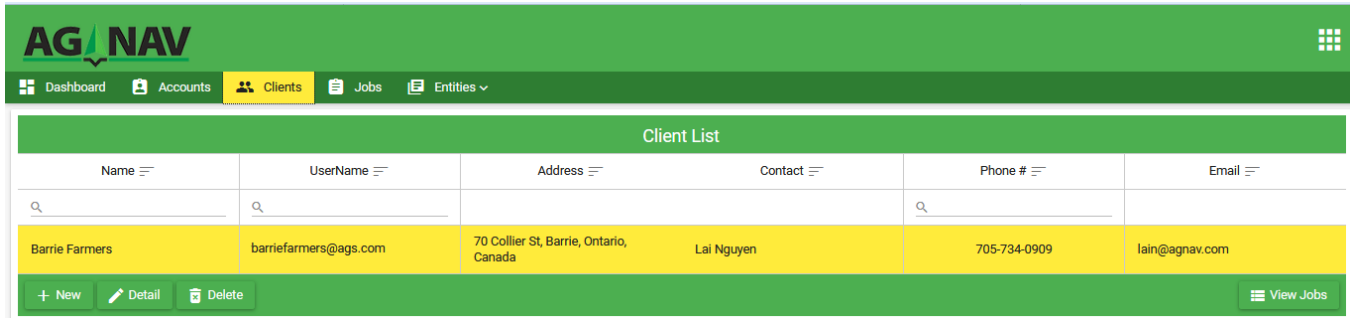 AG NAV
Dashboard Accounts Clients Jobs Entities
Client List
Name UserName Address Contact Phone # Email
Barrie Farmers barriefarmers@ags.com 70 Collier St, Barrie, Ontario, Lai Nguyen 705-734-0909 lain@agnav.com
Canada
+ New Detail Delete View Jobs